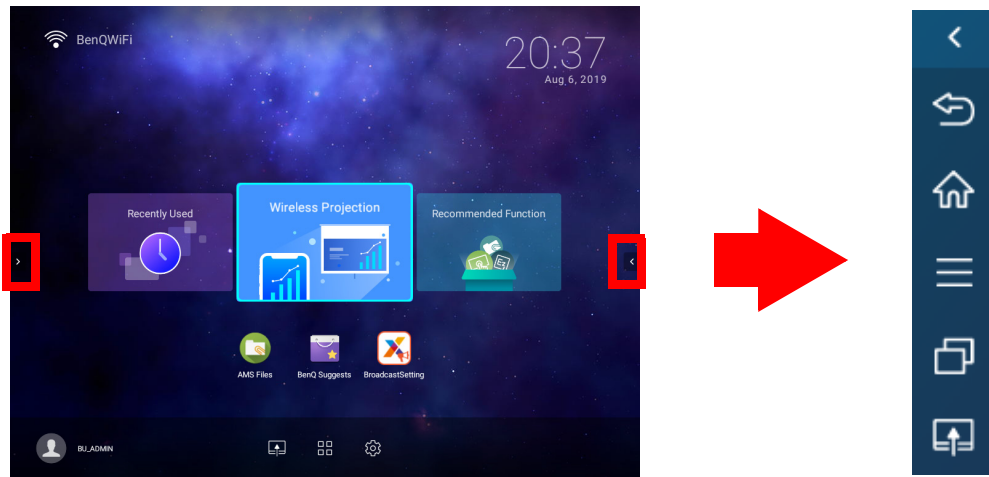 BenQWiFi
20:37
Aug 6, 2019
Recently Used
Wireless Projection
Recommended Function
AMS Files
BenQ Suggests
BroadcastSetting
BU_ADMIN